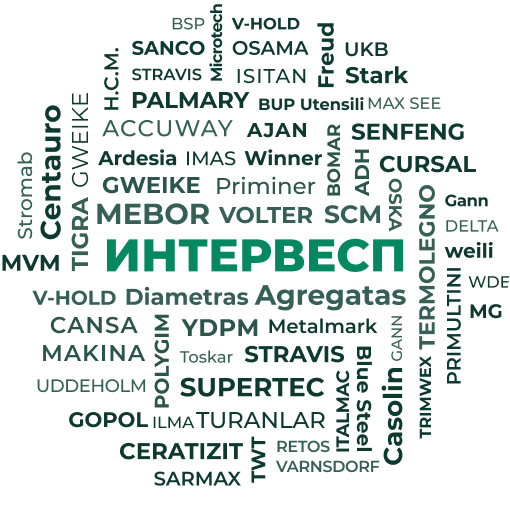 BSP
Microtech
V-HOLD
SANCO
OSAMA
Freud
UKB
H.C.M.
STRAVIS
ISITAN
Stark
PALMARY
BUP Utensili
MAX SEE
GWEIKE
ACCUWAY
AJAN
SENFENG
Centauro
Stromab
Ardesia
IMAS
Winner
BOMAR
ADH
CURSAL
GWEIKE
Priminer
OSKA
TERMOLEGNO
Gann
TIGRA
MEBOR
VOLTER
SCM
DELTA
MVM
ИНТЕРВЕСП
weili
V-HOLD
Diametras
Agregatas
PRIMULTINI
WDE
MG
CANSA
POLYGIM
YDPM
Metalmark
GANN
MAKINA
Toskar
STRAVIS
Blue Steel
TRIMWEX
UDDEHOLM
SUPERTEC
ITALMAC
Casolin
GOPOL
ILMA
TURANLAR
CERATIZIT
TWT
RETOS
VARNSDORF
SARMAX